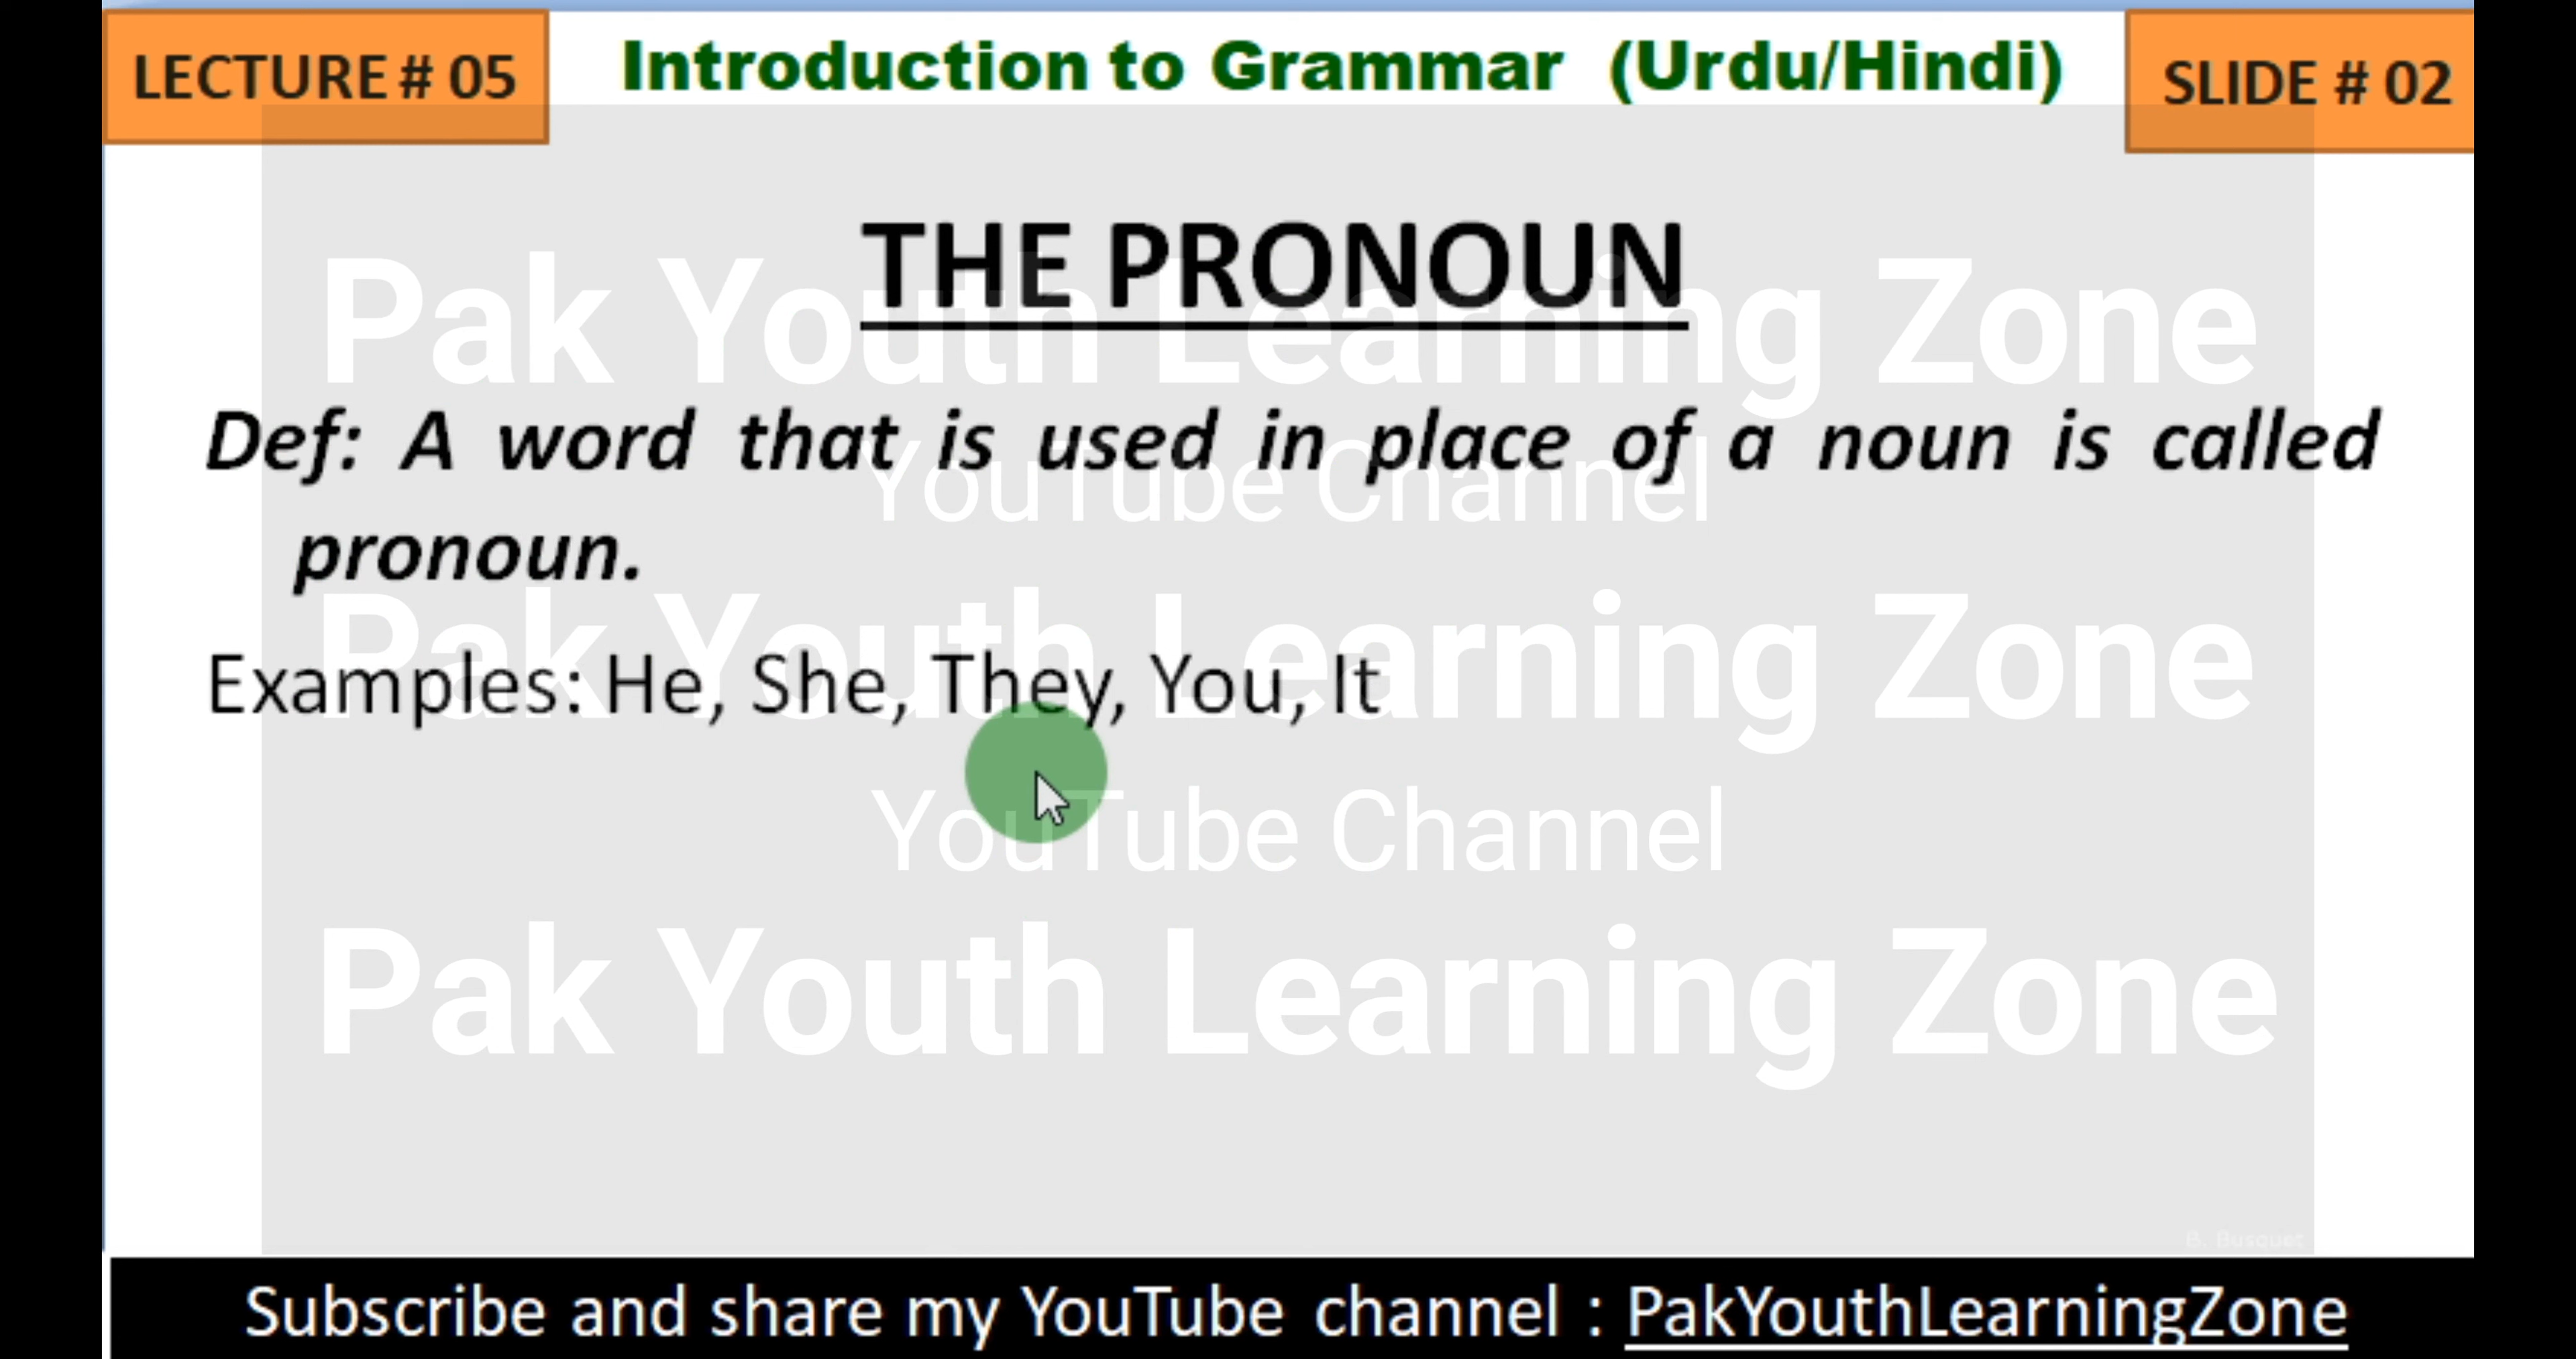 LECTURE # 05
Introduction to Grammar (Urdu/Hindi)
SLIDE # 02
THE PRONOUN
Pak Youth Learning Zone
Def: A word that is used in place of a noun is called
YouTube Channel
pronoun.
Pak Youth Learning Zone
Examples: He, She, They, You, It
YouTube Channel
Pak Youth Learning Zone
B. Busquet
Subscribe and share my YouTube channel : PakYouthLearningZone